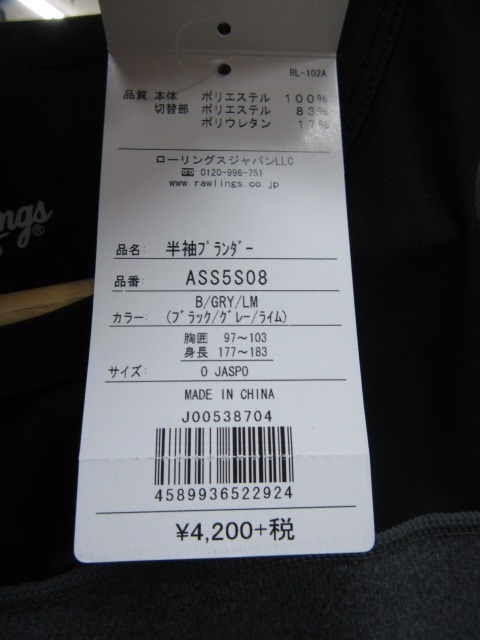 RL-102A
品質 本体 ポリエステル 100%
切替部 ポリエステル 83%
ポリウレタン 17%
ローリングスジャパンLLC
0120-996-751
www.rawlings.co.jp
ings®
品名: 半袖ﾌﾟﾗﾝﾀﾞｰ
品番: ASS5S08
B/GRY/LM
カラー: (ﾌﾞﾗｯｸ/ｸﾞﾚｰ/ﾗｲﾑ)
胸囲 97～103
身長 177～183
サイズ: O JASPO
MADE IN CHINA
J00538704
4589936522924
¥4,200+税